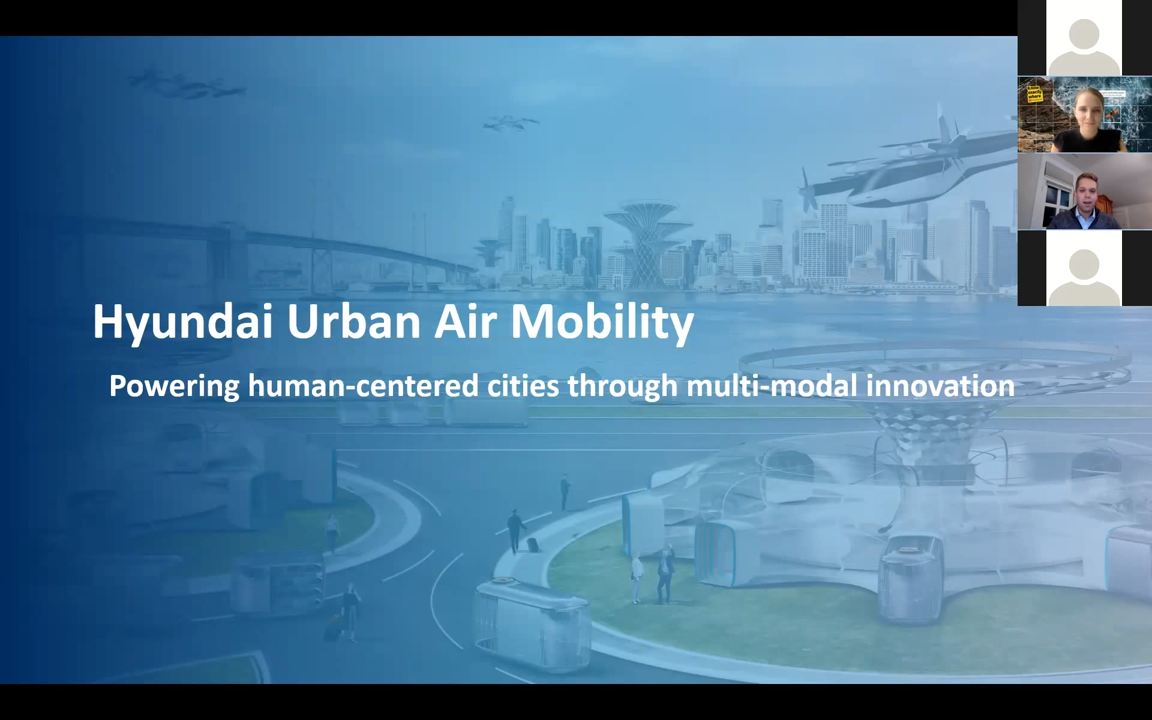 Hyundai Urban Air Mobility
Powering human-centered cities through multi-modal innovation